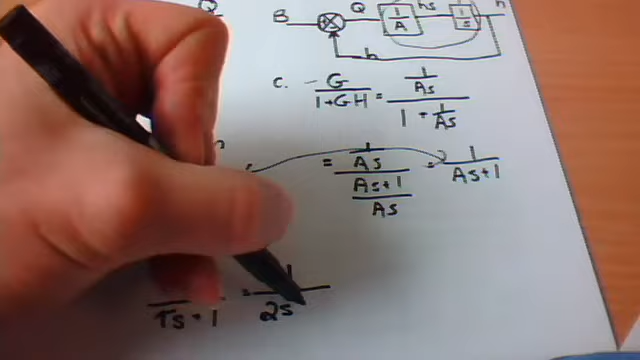 Q
B Q 1/A hs 1/s h
h
c. G/(1+GH) = (1/As)/(1+1/As)
= (1/As)/((As+1)/As) = 1/(As+1)
τs+1 = 1/2s